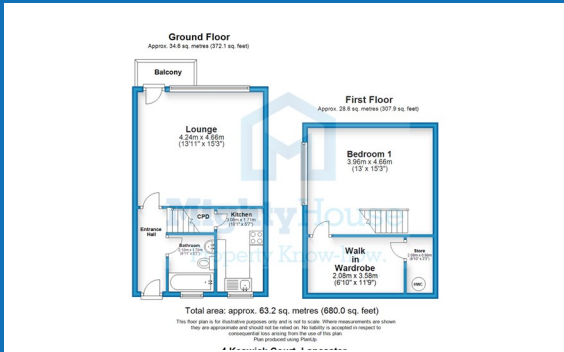 Ground Floor
Approx. 34.6 sq. metres (372.1 sq. feet)
Balcony
Lounge
4.24m x 4.66m
(13'11" x 15'3")
CPD
Kitchen
Entrance
Hall
Bathroom
First Floor
Approx. 28.6 sq. metres (307.9 sq. feet)
Bedroom 1
3.96m x 4.66m
(13' x 15'3")
Walk
in
Wardrobe
2.08m x 3.58m
(6'10" x 11'9")
Store
HWC
Mighty House
Property Know-how.
Total area: approx. 63.2 sq. metres (680.0 sq. feet)
This floor plan is for illustrative purposes only and is not to scale. Where measurements are shown
they are approximate and should not be relied on. No liability is accepted in respect to
consequential loss arising from the use of this plan.
Plan produced using PlanUp.